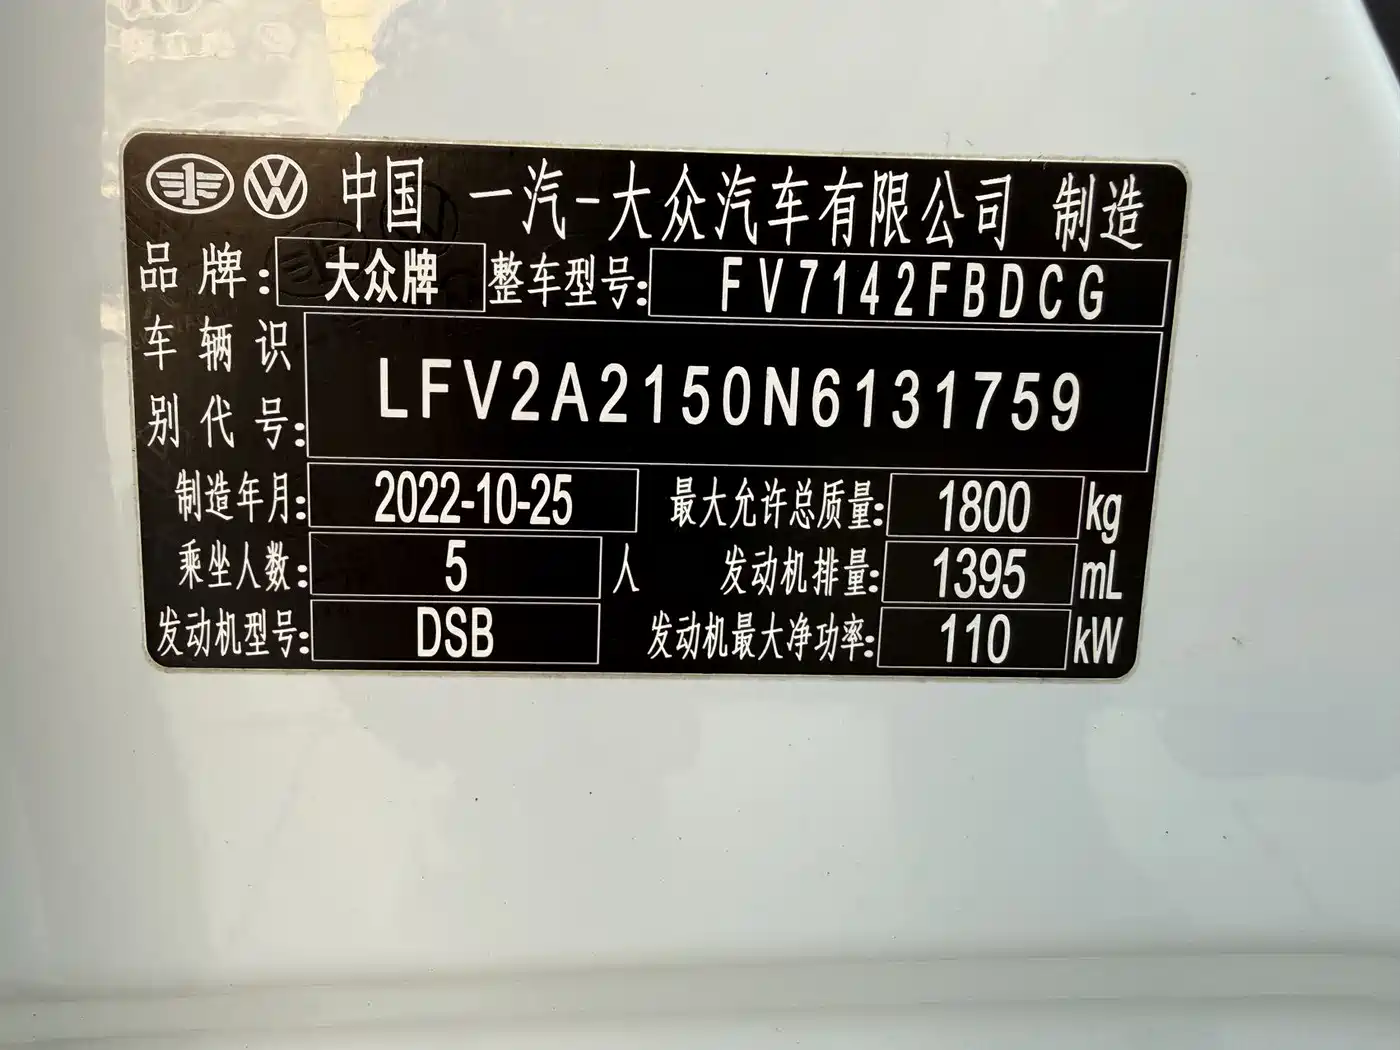 中国 一汽-大众汽车有限公司 制造
品牌: 大众牌 整车型号: FV7142FBDCG
车辆识
别代号: LFV2A2150N6131759
制造年月: 2022-10-25 最大允许总质量: 1800 kg
乘坐人数: 5 人 发动机排量: 1395 mL
发动机型号: DSB 发动机最大净功率: 110 kW